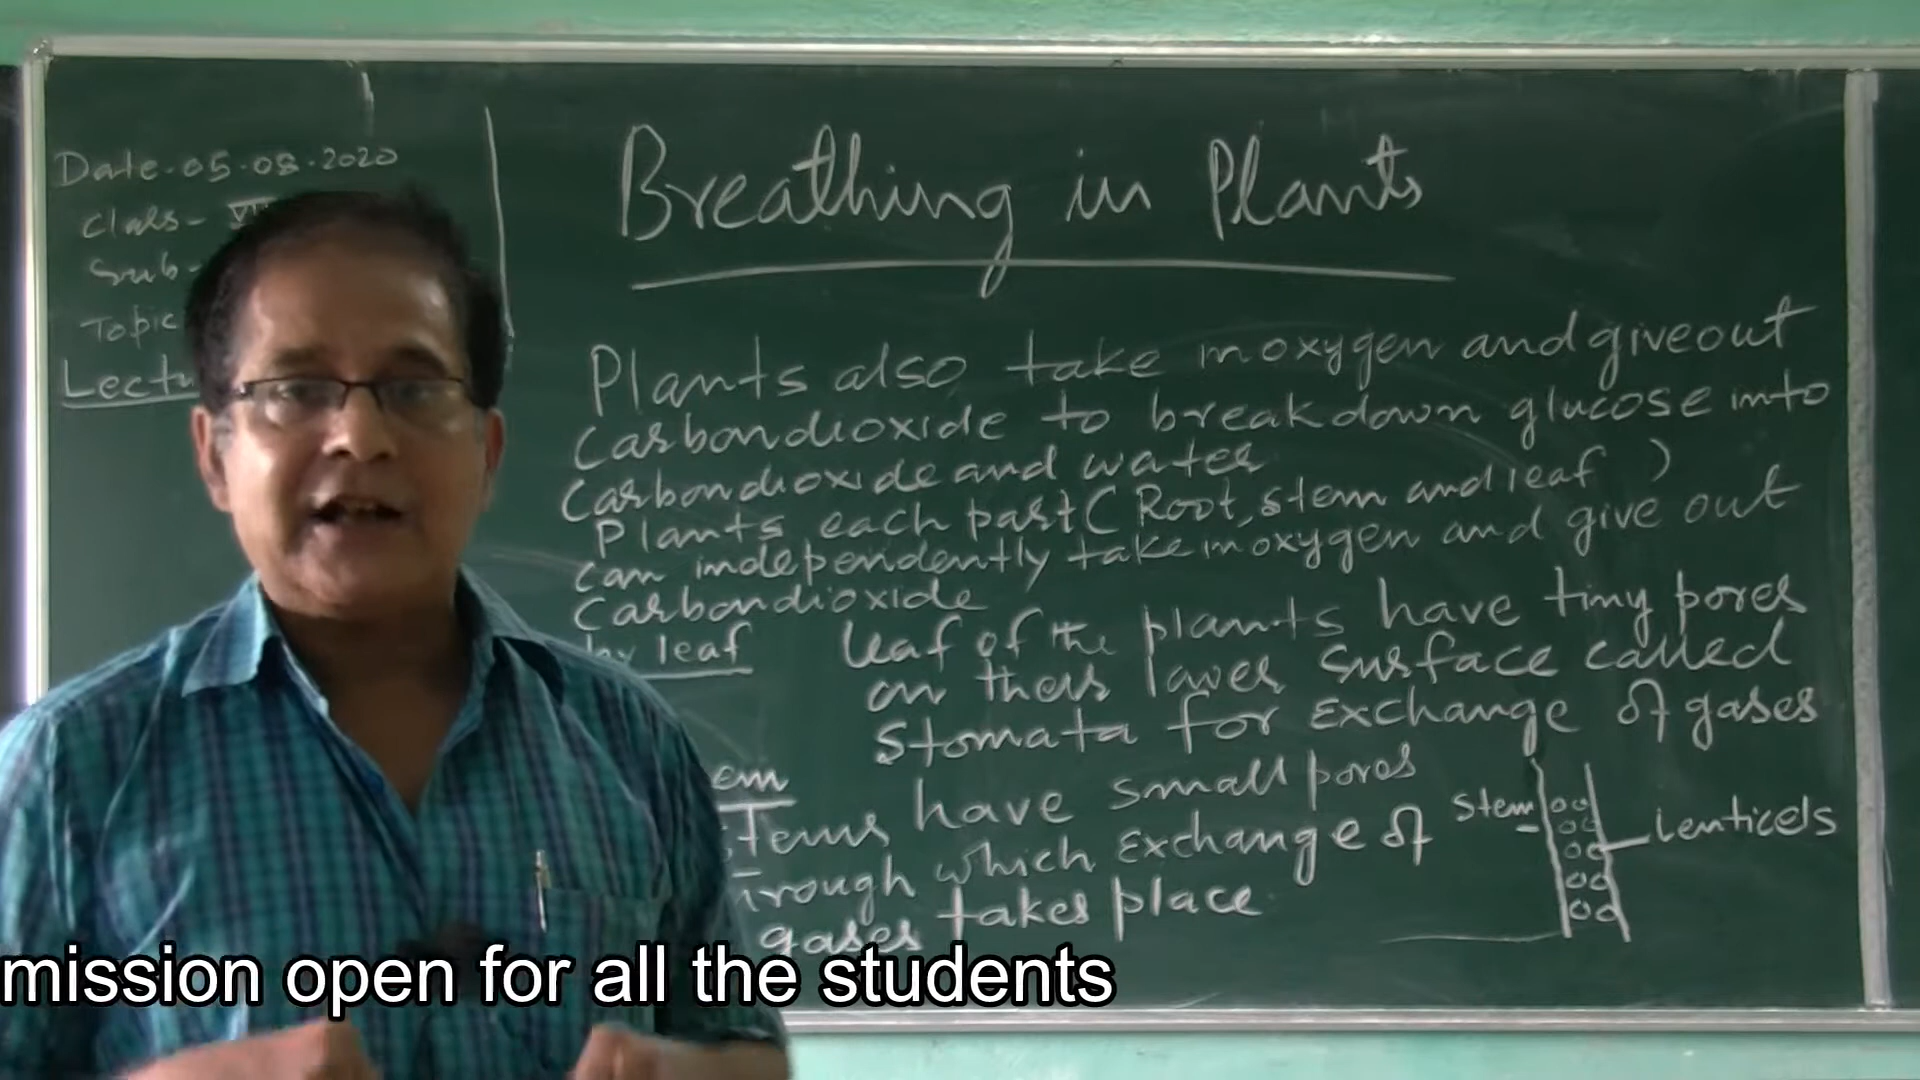 Date-05.08.2020
Class-
Sub-
Topic
Lectu
Breathing in Plants
Plants also take in oxygen and give out
Carbondioxide to breakdown glucose into
Carbondioxide and water
Plants each part (Root, stem and leaf)
can independently take in oxygen and give out
Carbondioxide
by leaf
Leaf of the plants have tiny pores
on their lower surface called
stomata for exchange of gases
em
Stems have small pores
through which exchange of
gases takes place
Stem
Lenticels
mission open for all the students